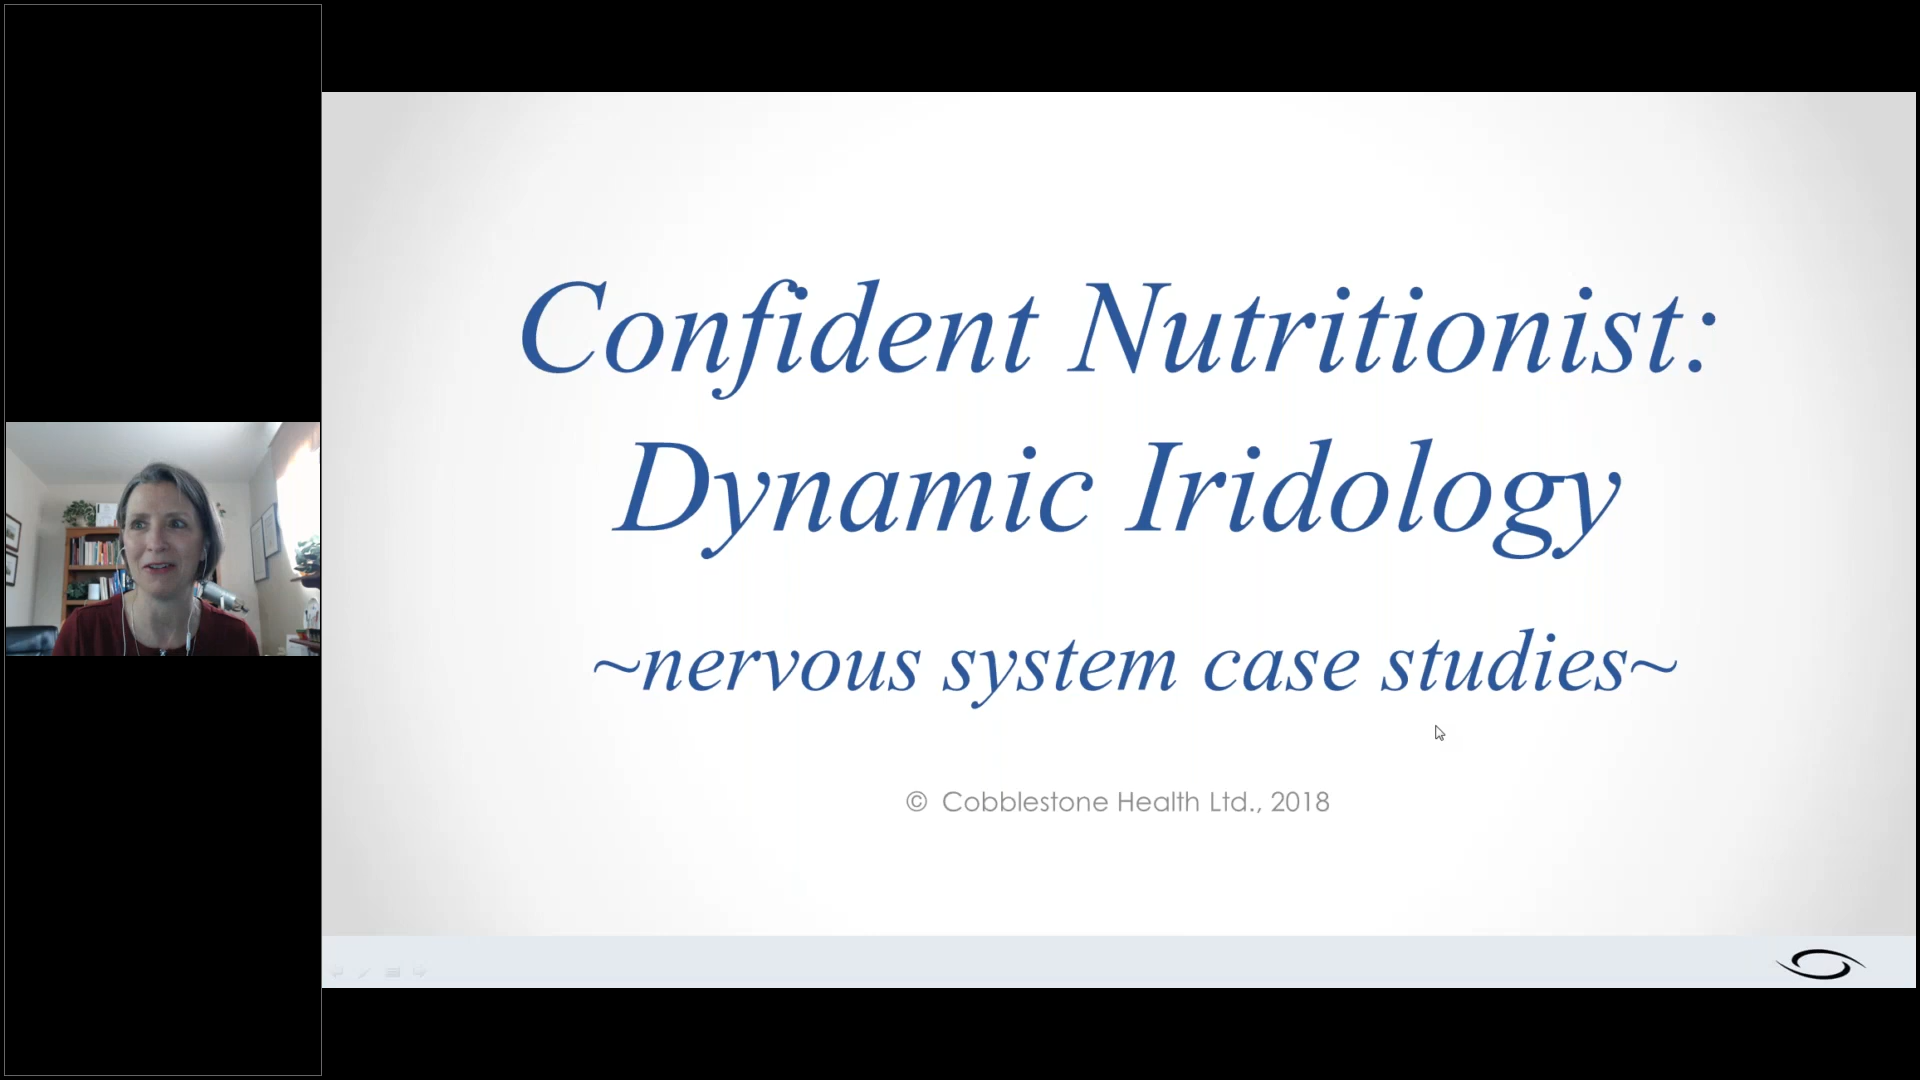 Confident Nutritionist:
Dynamic Iridology
~nervous system case studies~
© Cobblestone Health Ltd., 2018